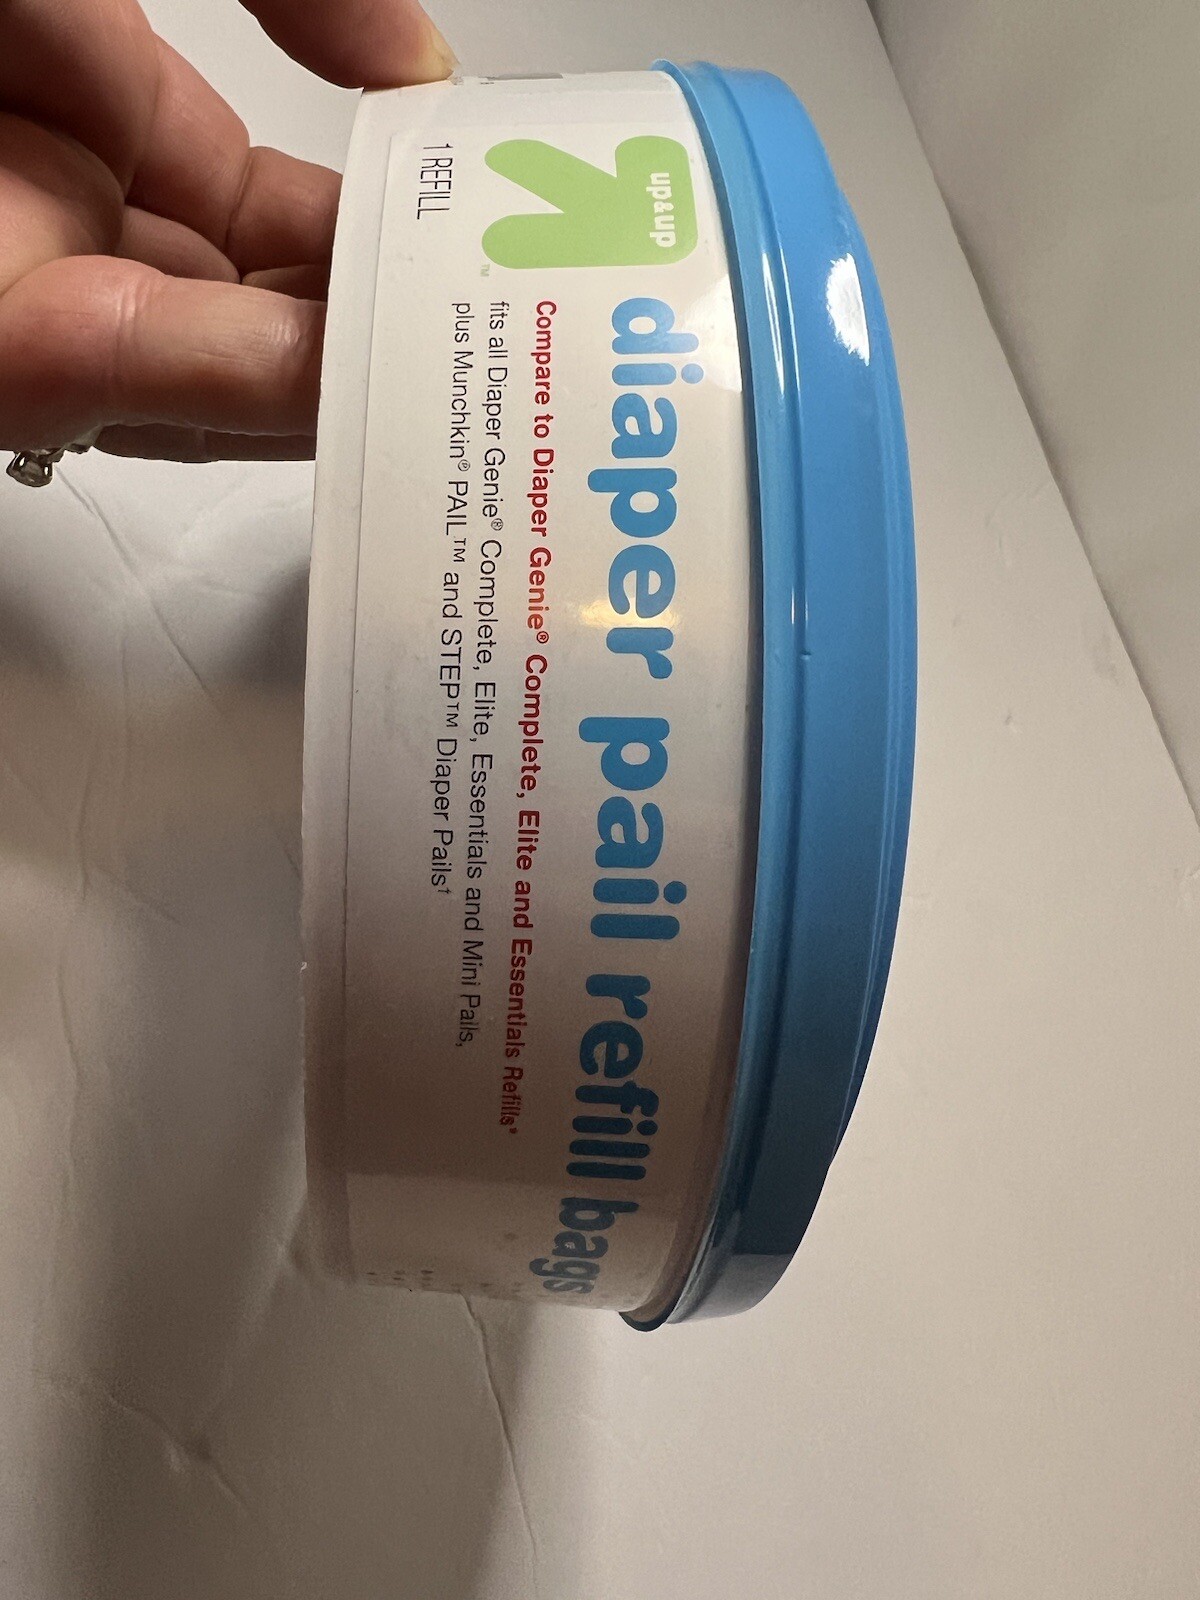 up&up
™
diaper pail refill bags
Compare to Diaper Genie® Complete, Elite and Essentials Refills*
fits all Diaper Genie® Complete, Elite, Essentials and Mini Pails,
plus Munchkin® PAIL™ and STEP™ Diaper Pails†
1 REFILL